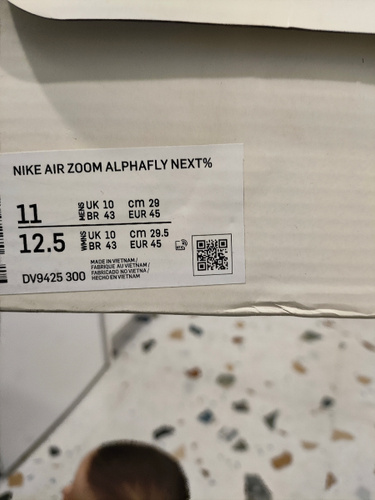 NIKE AIR ZOOM ALPHAFLY NEXT%
11 MENS UK 10 cm 29
BR 43 EUR 45
12.5 WMNS UK 10 cm 29.5
BR 43 EUR 45
MADE IN VIETNAM /
FABRIQUE AU VIETNAM /
FABRICADO NO VIETNA /
HECHO EN VIETNAM
DV9425 300